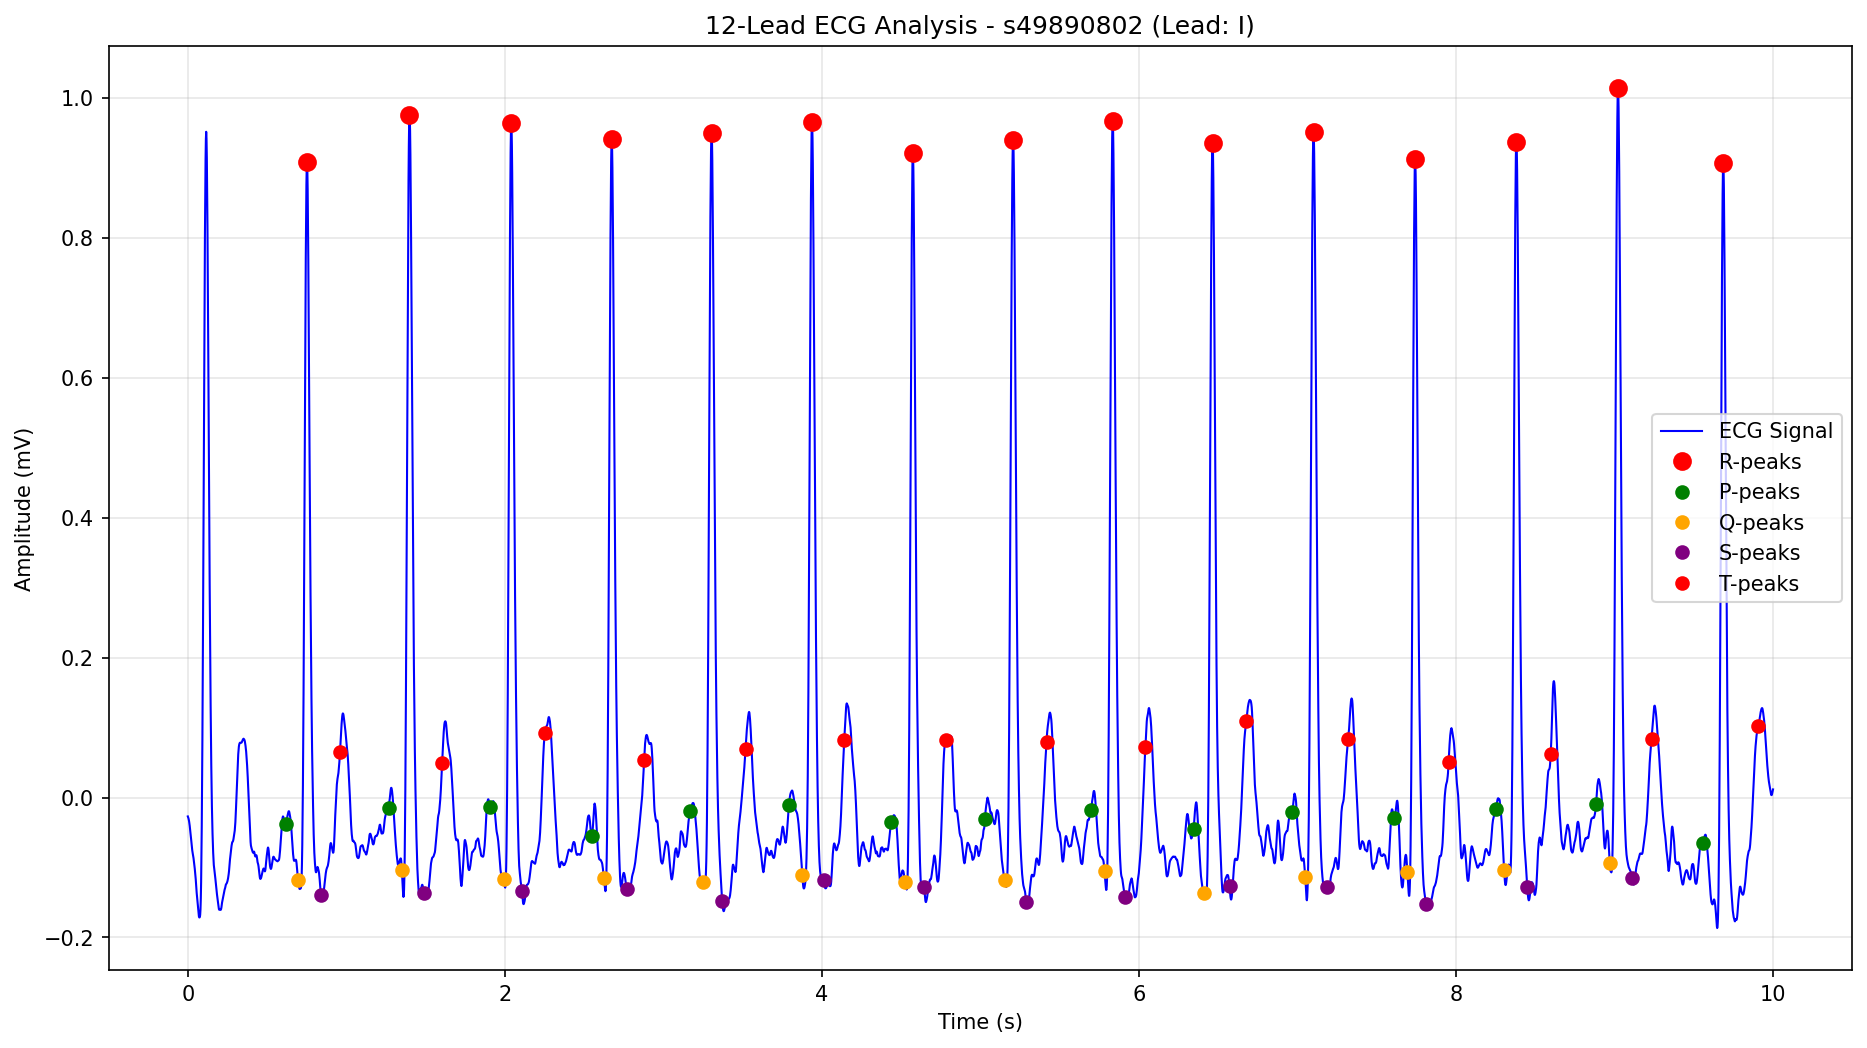 12-Lead ECG Analysis - s49890802 (Lead: I)
Amplitude (mV)
1.0
0.8
0.6
0.4
0.2
0.0
−0.2
ECG Signal
R-peaks
P-peaks
Q-peaks
S-peaks
T-peaks
0 2 4 6 8 10
Time (s)